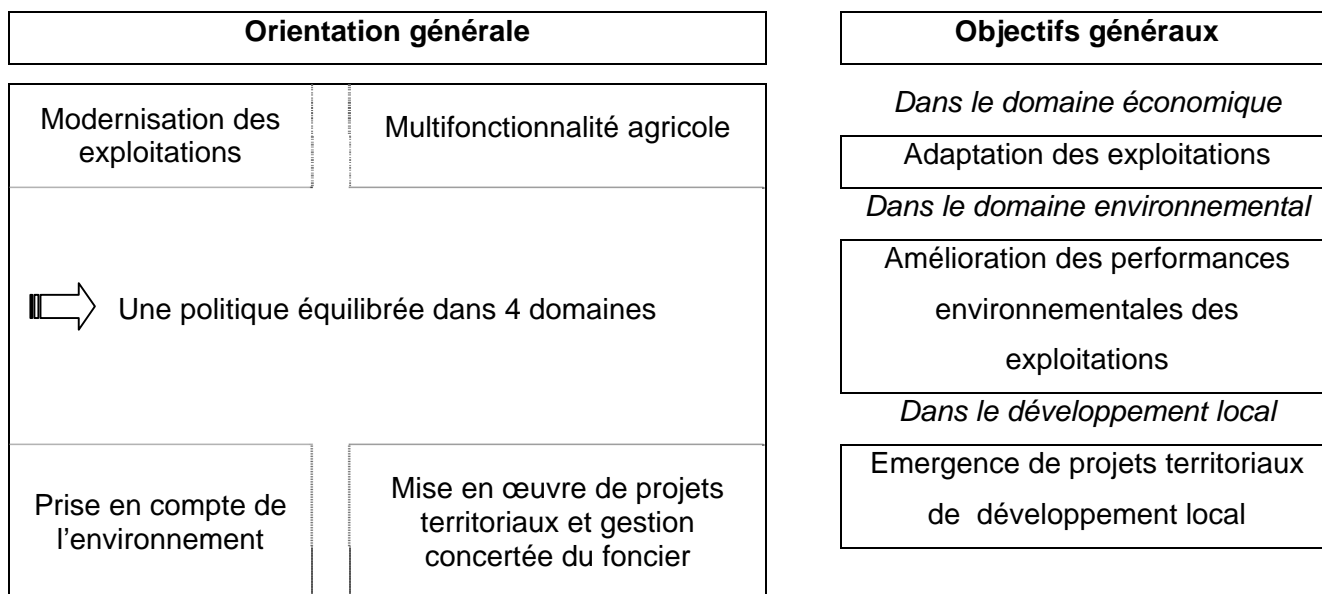 Orientation générale
Modernisation des
exploitations
Multifonctionnalité agricole
Une politique équilibrée dans 4 domaines
Prise en compte de
l’environnement
Mise en œuvre de projets
territoriaux et gestion
concertée du foncier
Objectifs généraux
Dans le domaine économique
Adaptation des exploitations
Dans le domaine environnemental
Amélioration des performances
environnementales des
exploitations
Dans le développement local
Emergence de projets territoriaux
de développement local